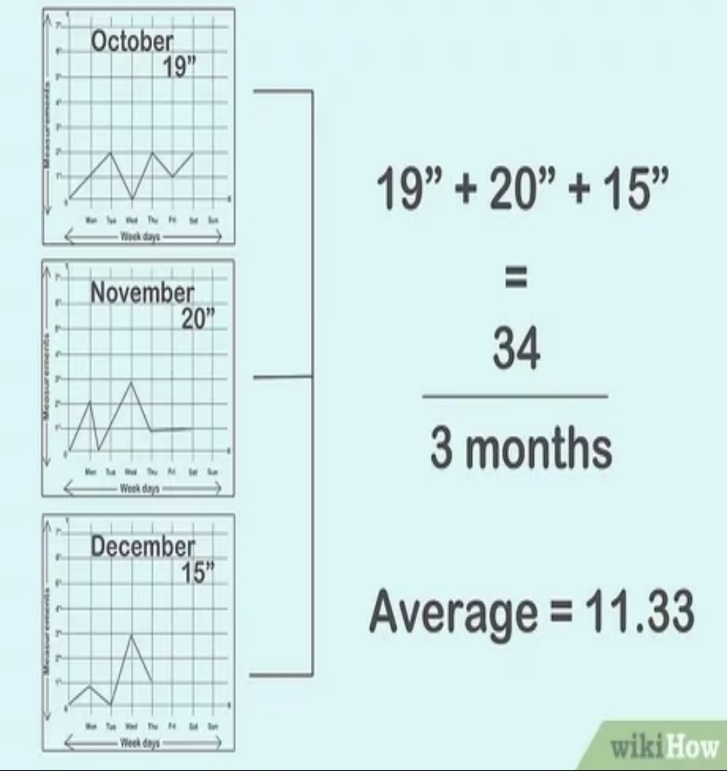 October
19”
Measurements
Mon Tue Wed Thu Fri Sat Sun
Week days
November
20”
Measurements
Mon Tue Wed Thu Fri Sat Sun
Week days
December
15”
Measurements
Mon Tue Wed Thu Fri Sat Sun
Week days
19” + 20” + 15”
=
34
3 months
Average = 11.33
wikiHow